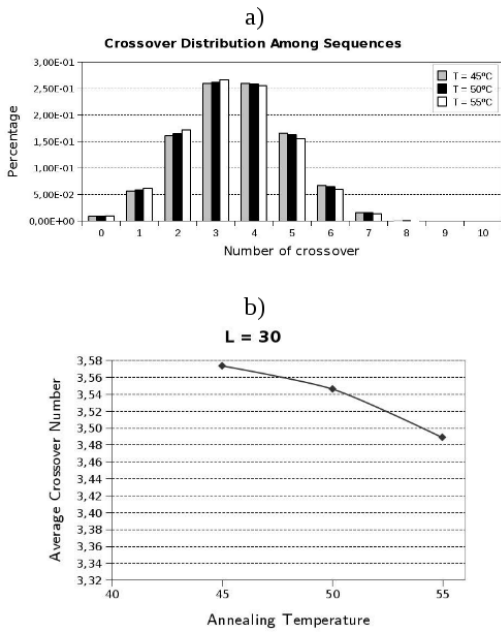 a)
Crossover Distribution Among Sequences
3,00E-01
2,50E-01
2,00E-01
1,50E-01
1,00E-01
5,00E-02
0,00E+00
Percentage
T = 45ºC
T = 50ºC
T = 55ºC
0 1 2 3 4 5 6 7 8 9 10
Number of crossover
b)
L = 30
3,58
3,56
3,54
3,52
3,50
3,48
3,46
3,44
3,42
3,40
3,38
3,36
3,34
3,32
Average Crossover Number
40 45 50 55
Annealing Temperature